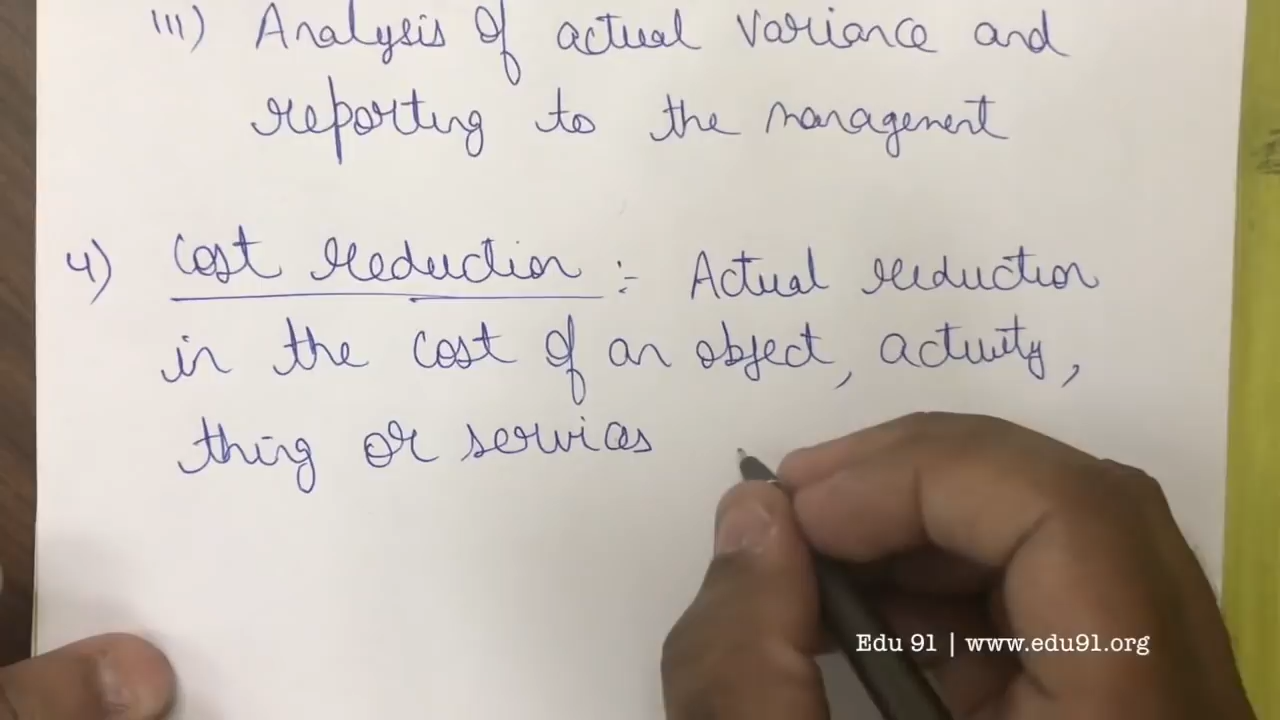 III) Analysis of actual variance and
reporting to the management
4) Cost reduction :- Actual reduction
in the cost of an object, activity,
thing or services
Edu 91 | www.edu91.org